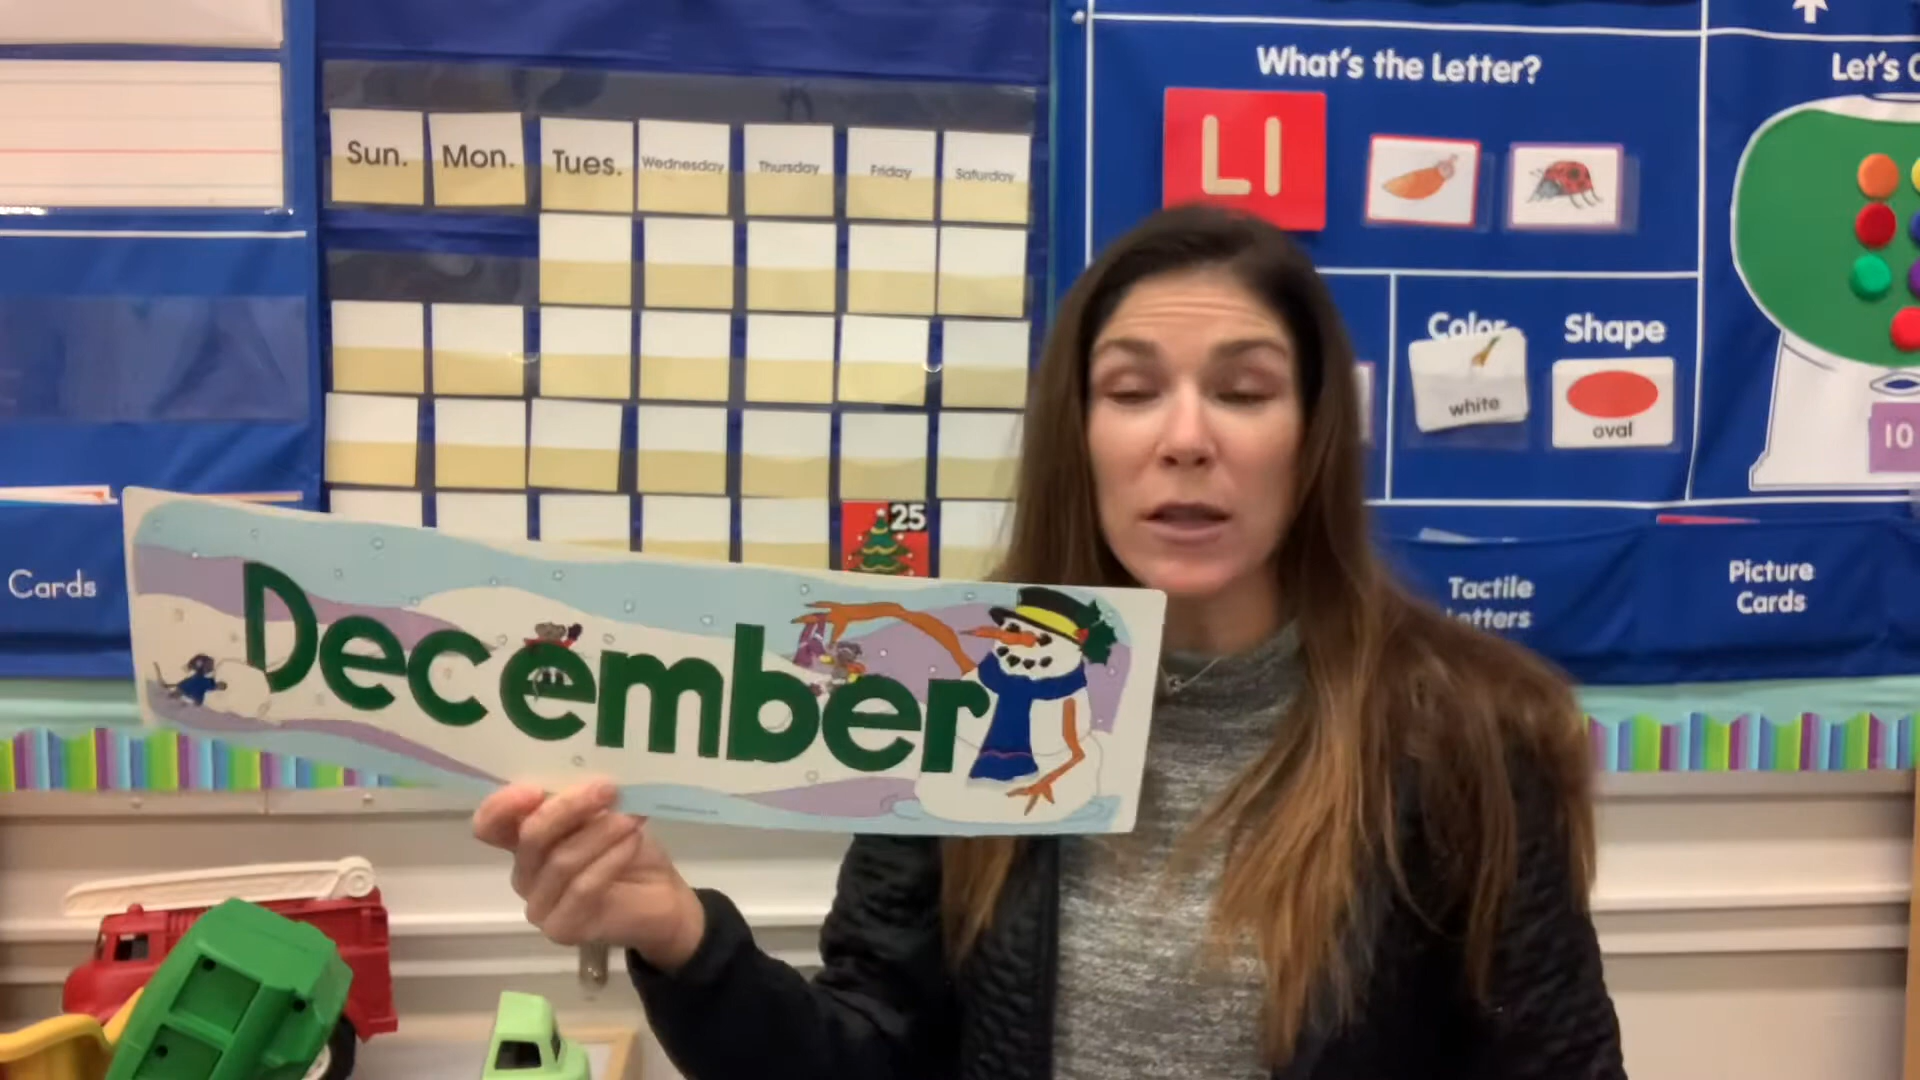 What's the Letter?
Let's
Ll
Sun. Mon. Tues. Wednesday Thursday Friday Saturday
Color
Shape
white
oval
10
25
Cards
December
Tactile
Letters
Picture
Cards